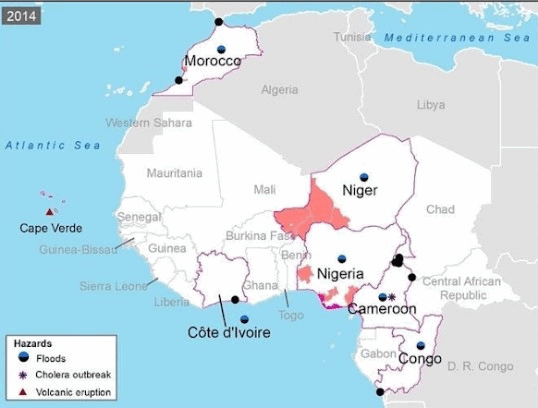 2014
Tunisia
Mediterranean Sea
Morocco
Algeria
Libya
Western Sahara
Atlantic Sea
Mauritania
Mali
Niger
Chad
Cape Verde
Senegal
Burkina Fas
Guinea-Bissau
Guinea
Benin
Nigeria
Sierra Leone
Ghana
Central African
Republic
Liberia
Togo
Cameroon
Côte d'Ivoire
Gabon
Congo
D. R. Congo
Hazards
Floods
Cholera outbreak
Volcanic eruption